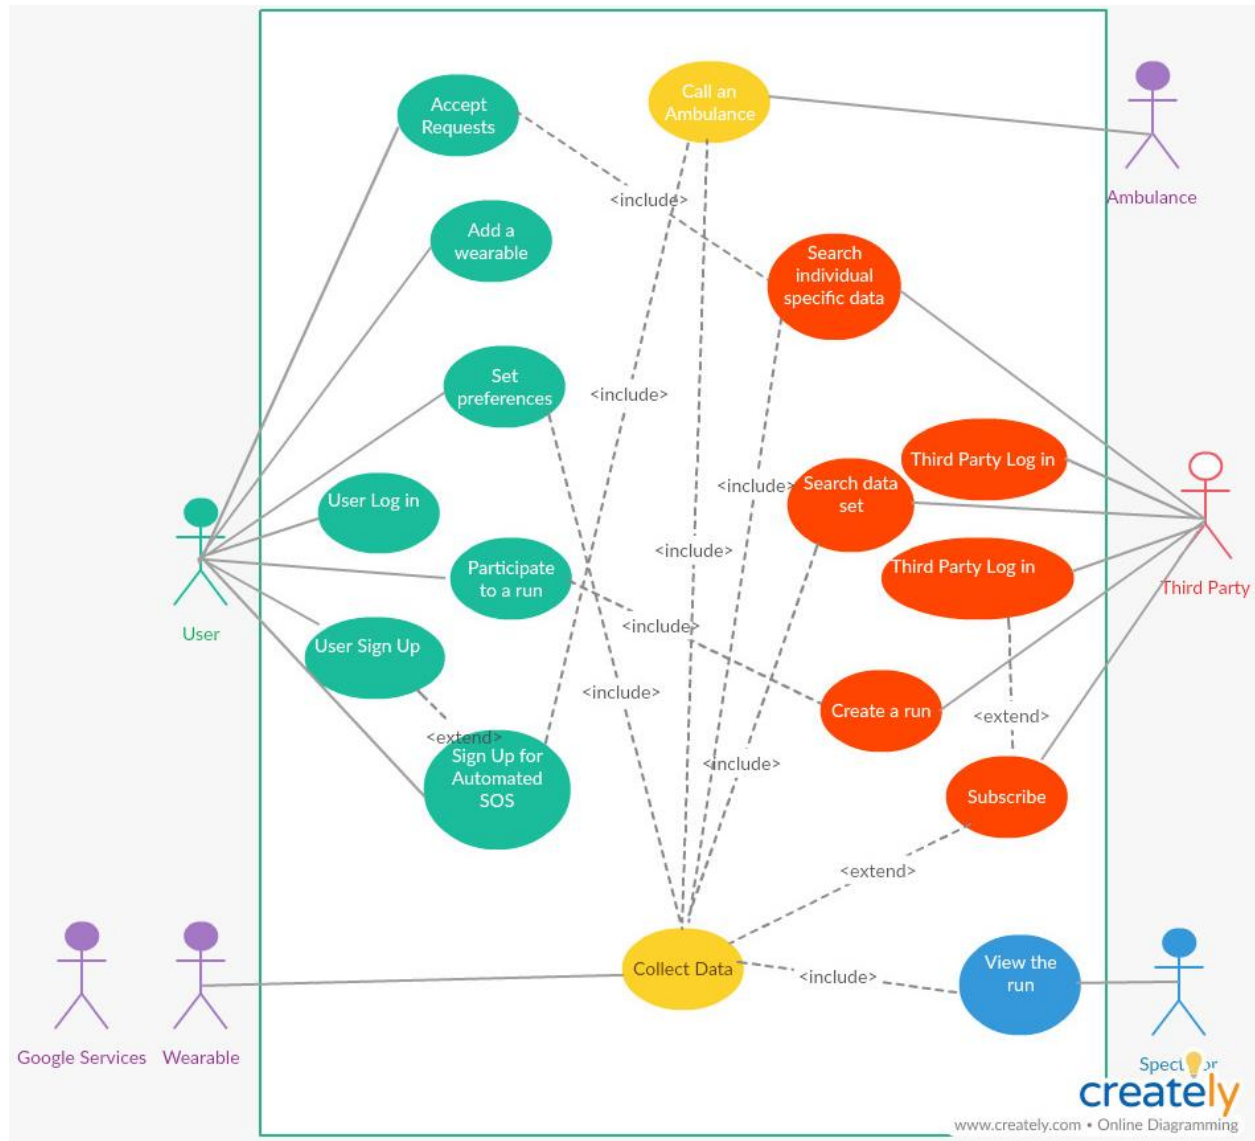 Call an
Ambulance
Accept
Requests
Ambulance
<include>
Add a
wearable
Search
individual
specific data
Set
preferences
<include>
Third Party Log in
Search data
set
<include>
User Log in
<include>
Participate
to a run
Third Party Log in
Third Party
User
<include>
User Sign Up
<include>
Create a run
<extend>
<extend>
Sign Up for
Automated
SOS
<include>
Subscribe
<extend>
Collect Data
<include>
View the
run
Google Services
Wearable
creately
www.creately.com • Online Diagramming